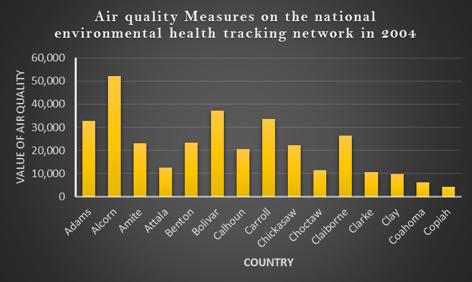 Air quality Measures on the national
environmental health tracking network in 2004
VALUE OF AIR QUALITY
60,000
50,000
40,000
30,000
20,000
10,000
0
Adams
Alcorn
Amite
Attala
Benton
Bolivar
Calhoun
Carroll
Chickasaw
Choctaw
Claiborne
Clarke
Clay
Coahoma
Copiah
COUNTRY